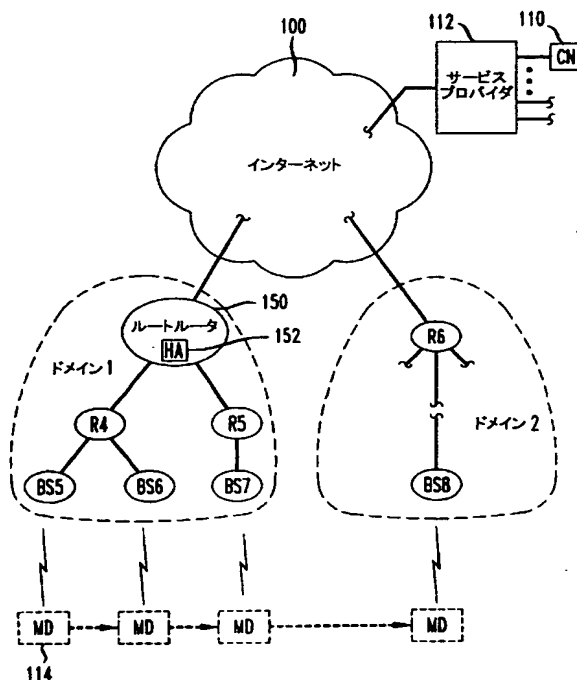 100
112
110
CN
サービス
プロバイダ
インターネット
150
ルートルータ
HA
152
R6
ドメイン1
R4
R5
ドメイン2
BS5
BS6
BS7
BS8
MD
MD
MD
MD
114